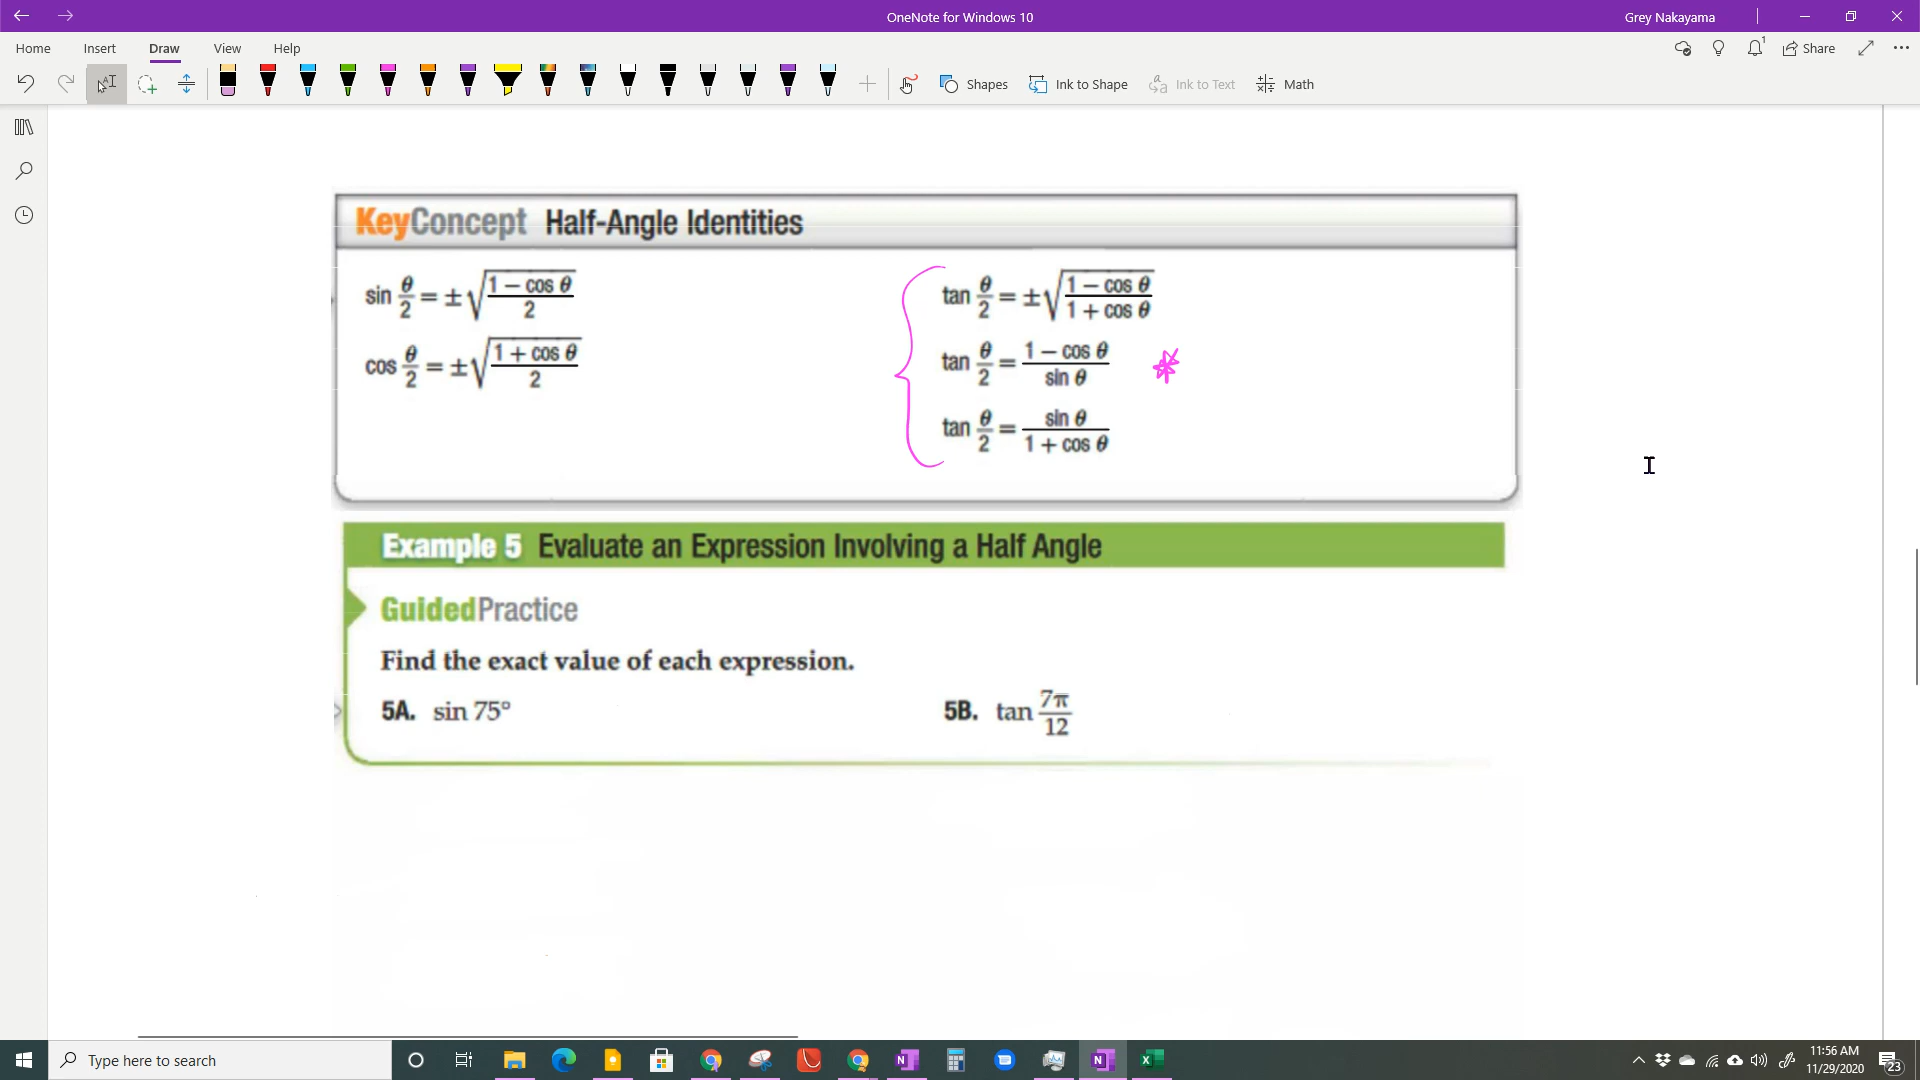 OneNote for Windows 10
Grey Nakayama
Home Insert Draw View Help
1
Share
Shapes
Ink to Shape
Ink to Text
Math
KeyConcept Half-Angle Identities
sin θ/2 = ±√((1 − cos θ)/2)
cos θ/2 = ±√((1 + cos θ)/2)
tan θ/2 = ±√((1 − cos θ)/(1 + cos θ))
tan θ/2 = (1 − cos θ)/sin θ *
tan θ/2 = sin θ/(1 + cos θ)
Example 5 Evaluate an Expression Involving a Half Angle
GuidedPractice
Find the exact value of each expression.
5A. sin 75°
5B. tan 7π/12
Type here to search
11:56 AM
11/29/2020
23